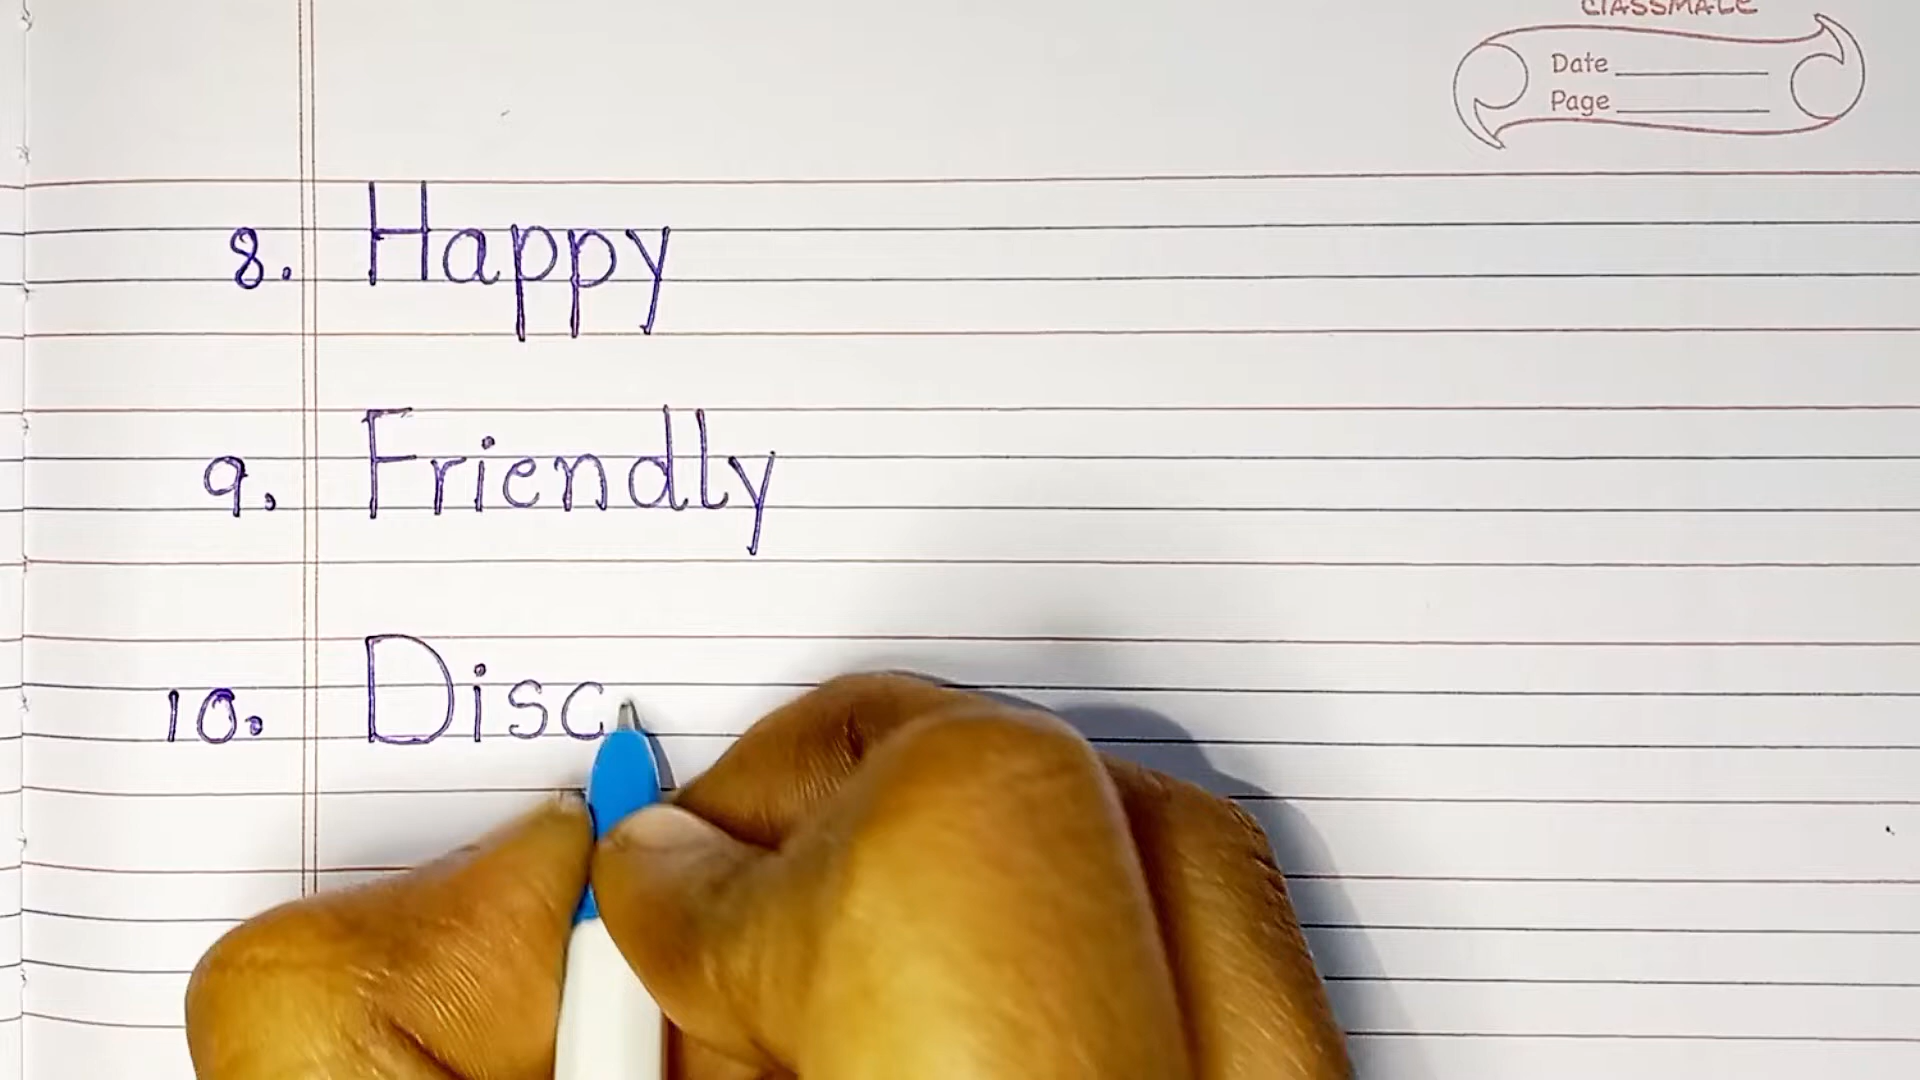 CLASSMATE
Date
Page
8. Happy
9. Friendly
10. Disc